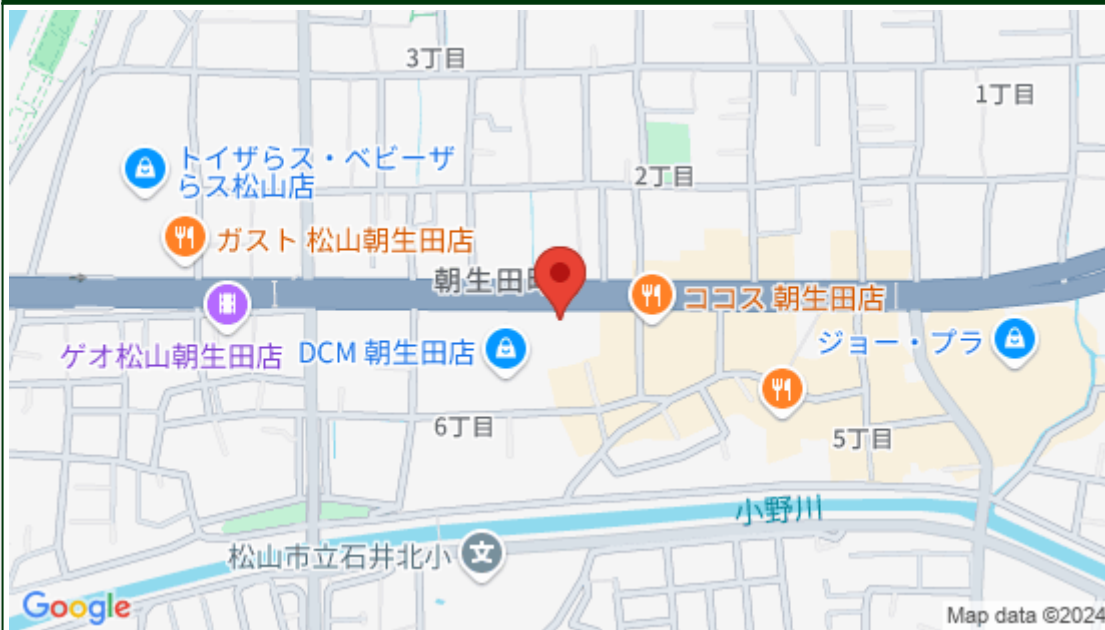 3丁目
1丁目
トイザらス・ベビーザ
らス松山店
2丁目
ガスト 松山朝生田店
朝生田町
ココス 朝生田店
ゲオ松山朝生田店
DCM 朝生田店
ジョー・プラ
6丁目
5丁目
小野川
松山市立石井北小
文
Google
Map data ©2024